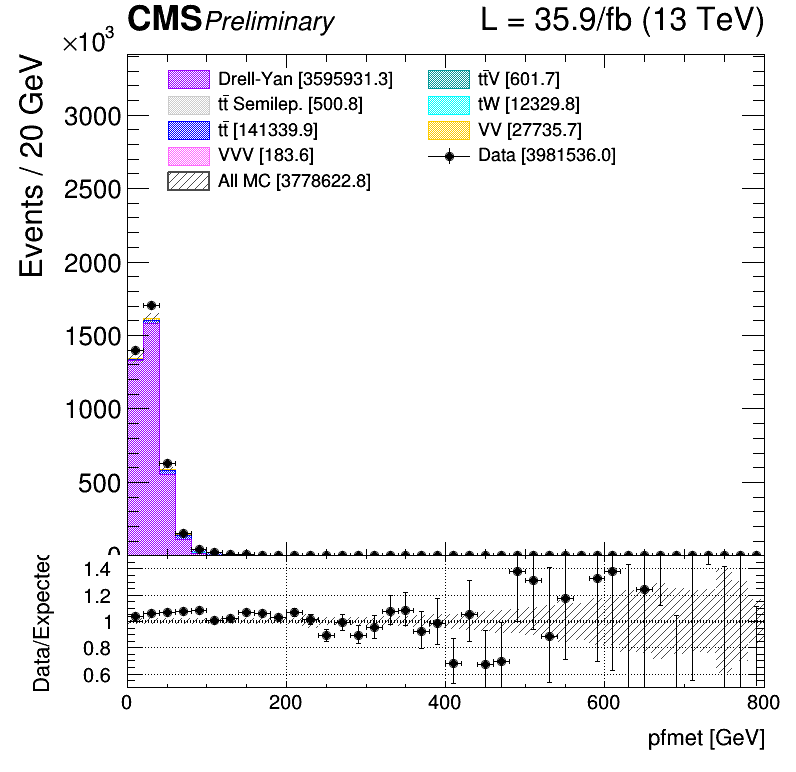 CMS Preliminary L = 35.9/fb (13 TeV)
×10³
Events / 20 GeV
Drell-Yan [3595931.3]
tt̄ Semilep. [500.8]
tt̄ [141339.9]
VVV [183.6]
All MC [3778622.8]
tt̄V [601.7]
tW [12329.8]
VV [27735.7]
Data [3981536.0]
3000
2500
2000
1500
1000
500
0
Data/Expected
1.4
1.2
1
0.8
0.6
0 200 400 600 800
pfmet [GeV]